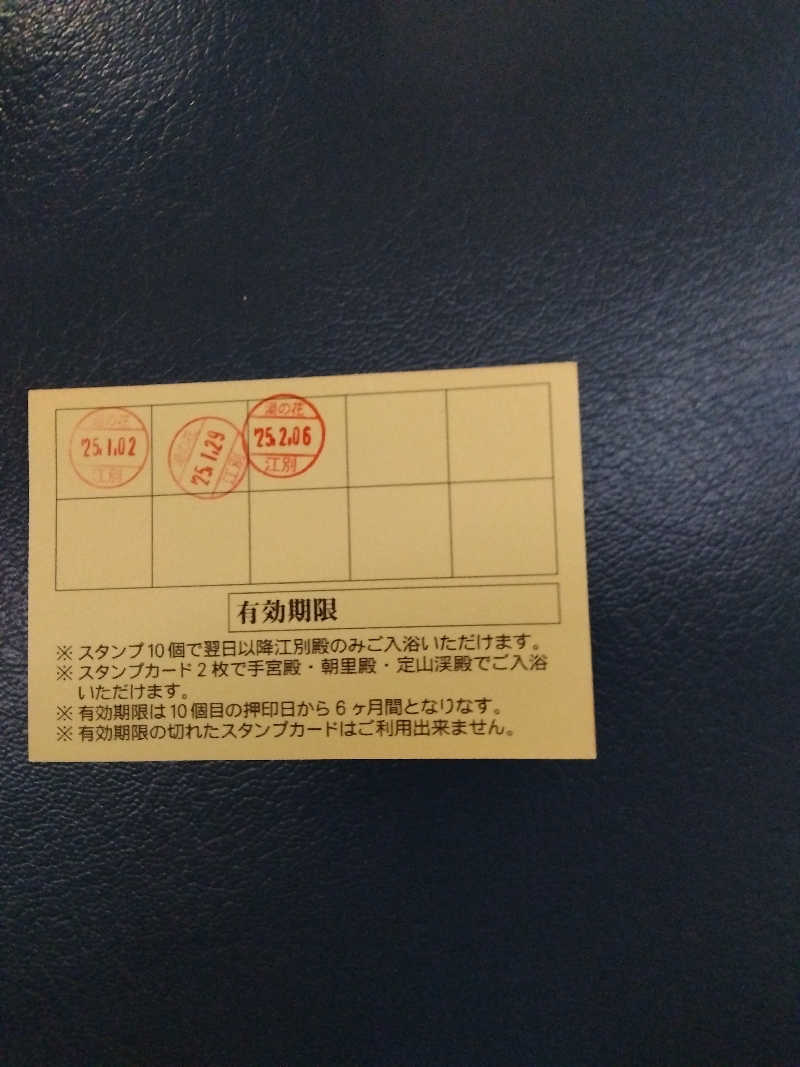 湯の花
'25.1.02
江別
湯の花
'25.1.29
江別
湯の花
'25.2.06
江別
有効期限
※ スタンプ10個で翌日以降江別殿のみご入浴いただけます。
※ スタンプカード2枚で手宮殿・朝里殿・定山渓殿でご入浴
いただけます。
※ 有効期限は10個目の押印日から6ヶ月間となりなす。
※ 有効期限の切れたスタンプカードはご利用出来ません。